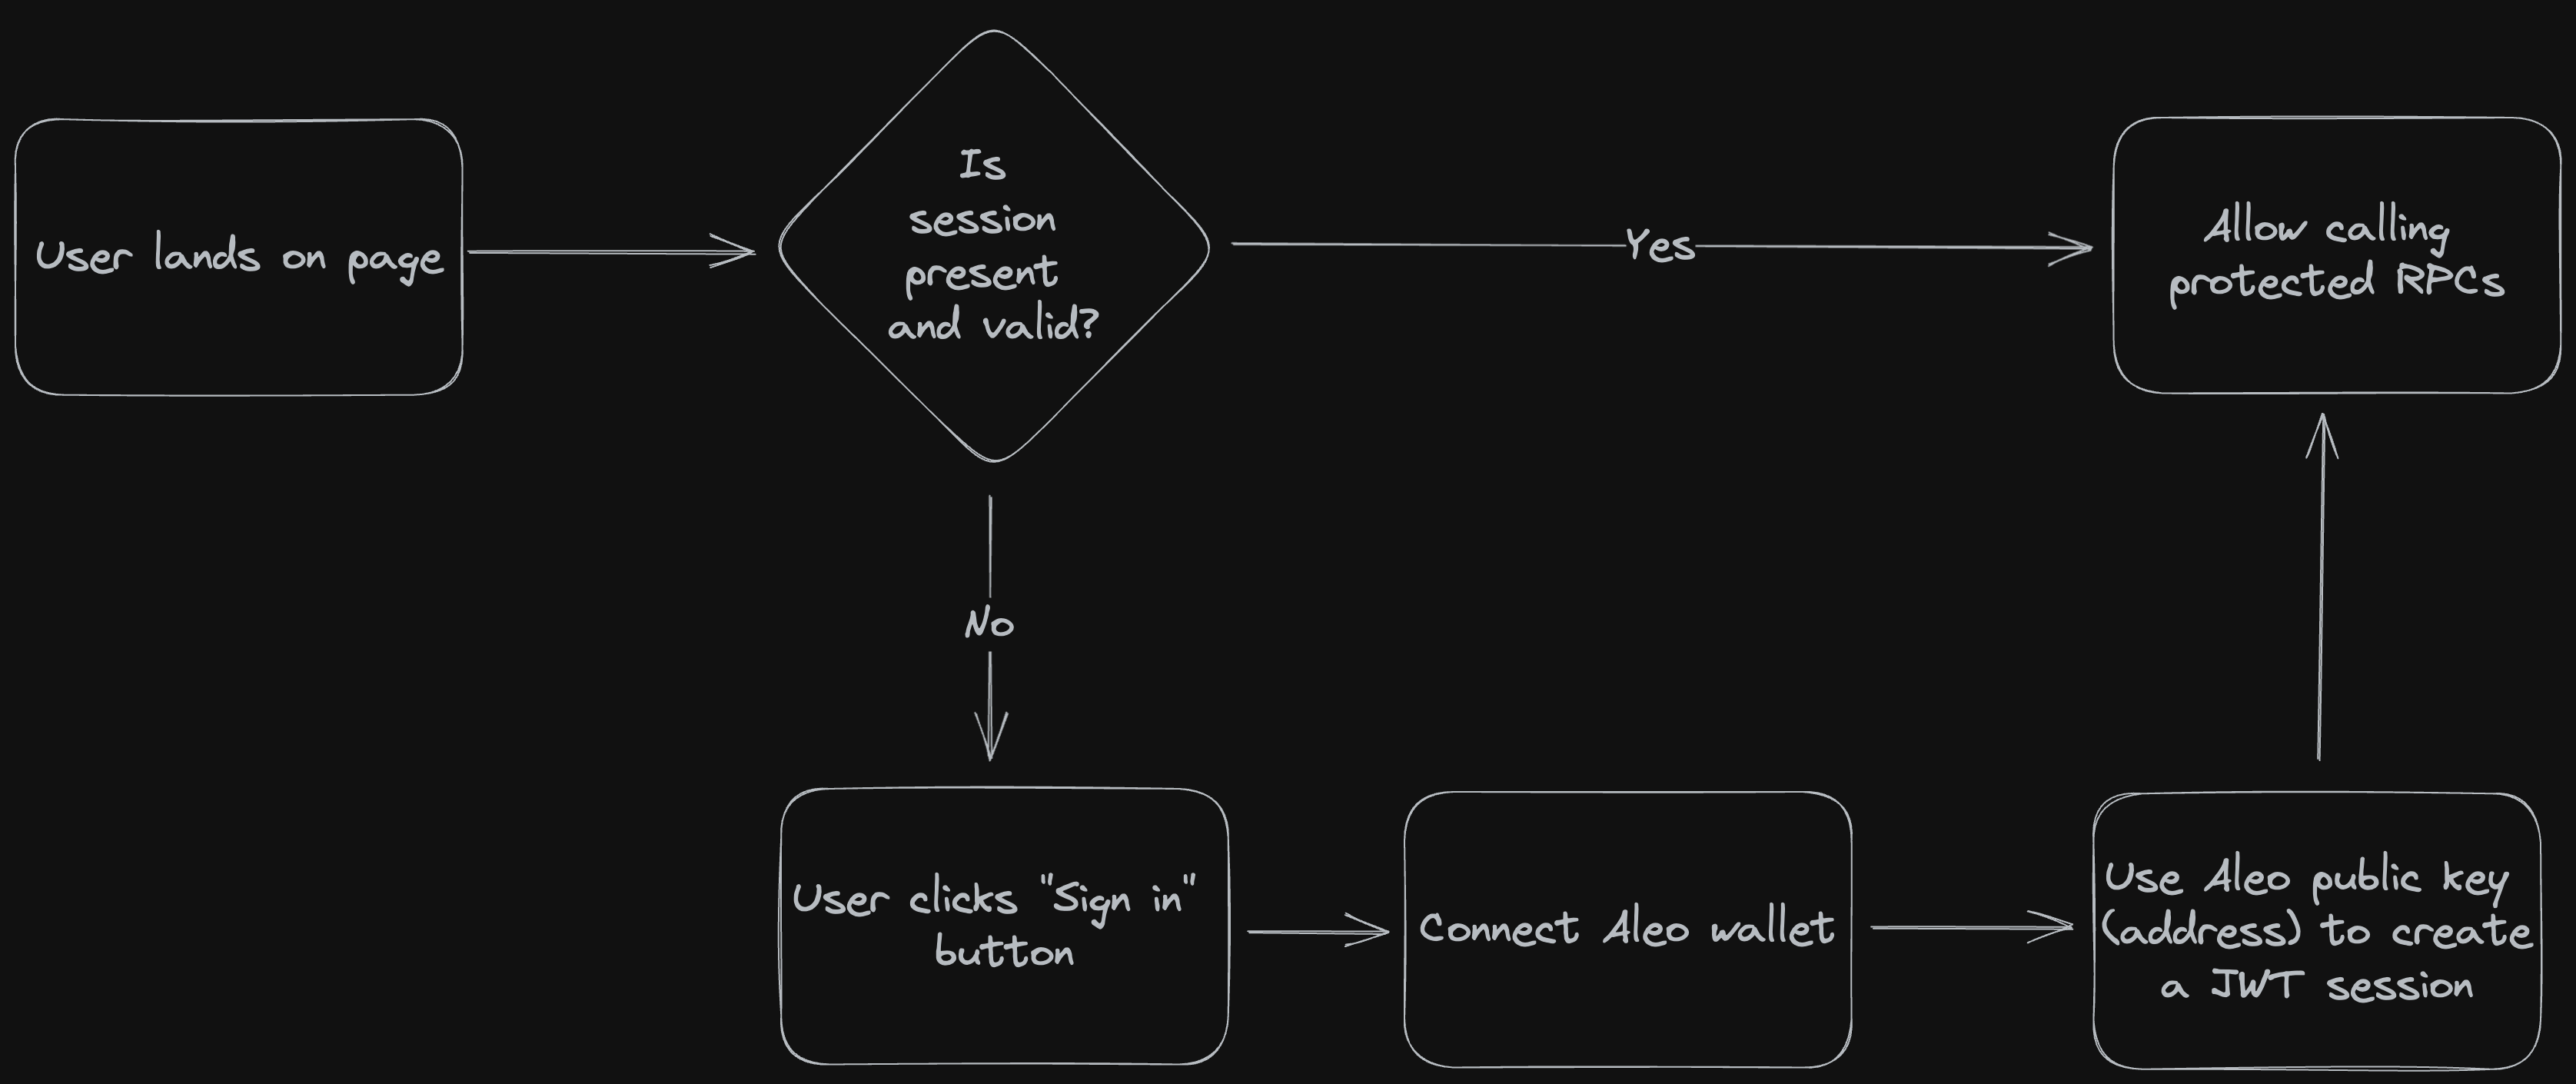 User lands on page
Is
session
present
and valid?
Yes
Allow calling
protected RPCs
No
User clicks "Sign in"
button
Connect Aleo wallet
Use Aleo public key
(address) to create
a JWT session